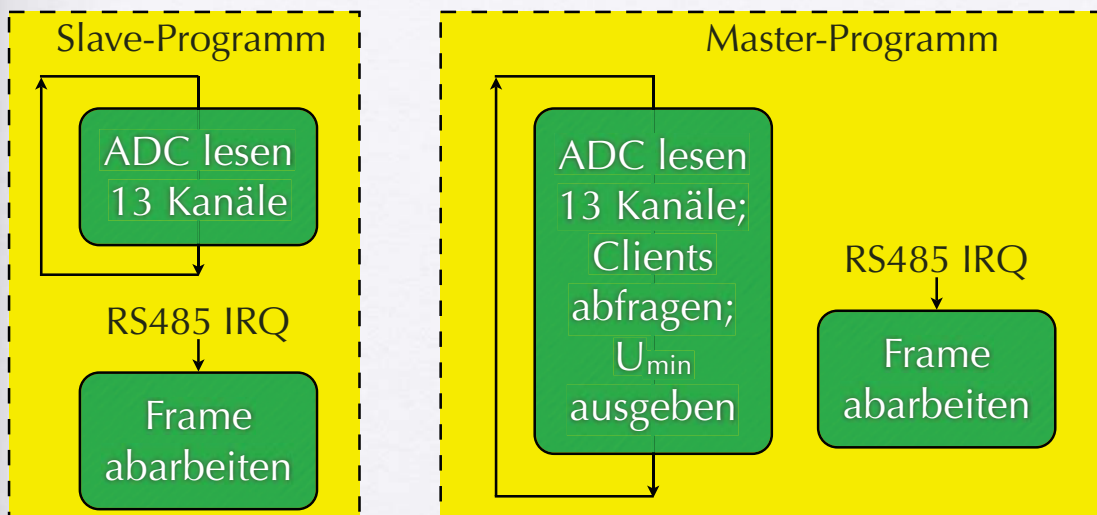 Slave-Programm
ADC lesen
13 Kanäle
RS485 IRQ
Frame
abarbeiten
Master-Programm
ADC lesen
13 Kanäle;
Clients
abfragen;
Umin
ausgeben
RS485 IRQ
Frame
abarbeiten